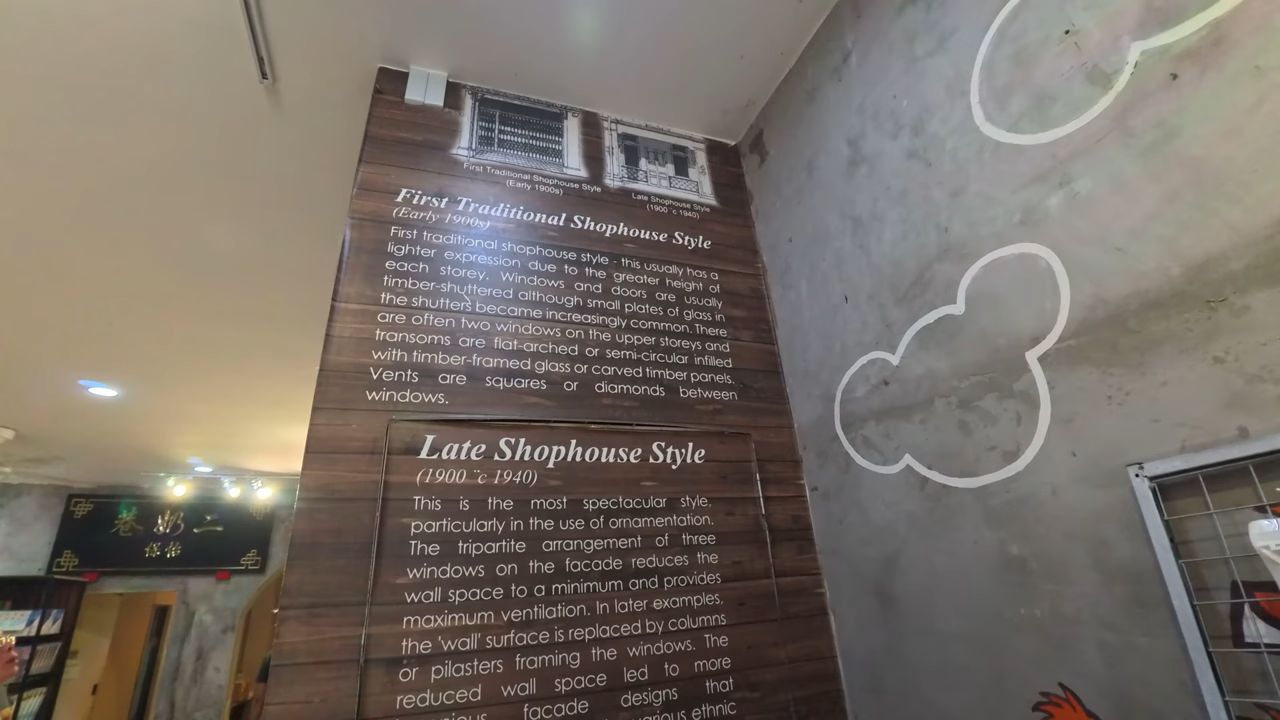 First Traditional Shophouse Style
(Early 1900s)
Late Shophouse Style
(1900 ¨c 1940)
First Traditional Shophouse Style
(Early 1900s)
First traditional shophouse style - this usually has a
lighter expression due to the greater height of
each storey. Windows and doors are usually
timber-shuttered although small plates of glass in
the shutters became increasingly common. There
are often two windows on the upper storeys and
transoms are flat-arched or semi-circular infilled
with timber-framed glass or carved timber panels.
Vents are squares or diamonds between
windows.
Late Shophouse Style
(1900 ¨c 1940)
This is the most spectacular style,
particularly in the use of ornamentation.
The tripartite arrangement of three
windows on the facade reduces the
wall space to a minimum and provides
maximum ventilation. In later examples,
the 'wall' surface is replaced by columns
or pilasters framing the windows. The
reduced wall space led to more
facade designs that
various ethnic
巷奶二
保怡